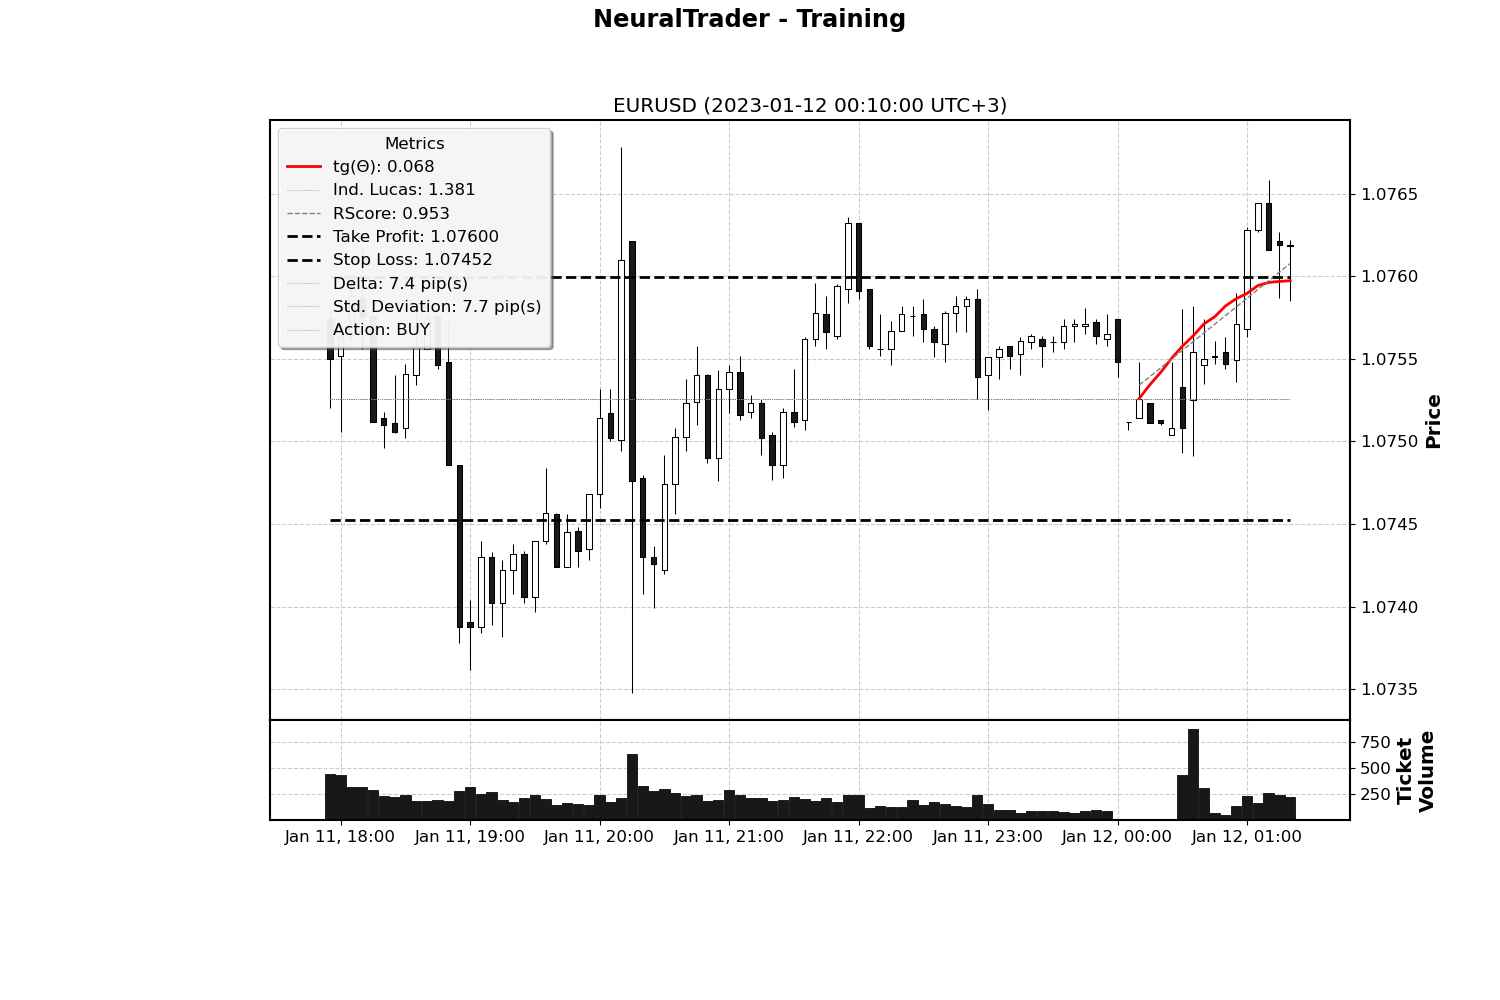 NeuralTrader - Training
EURUSD (2023-01-12 00:10:00 UTC+3)
Metrics
tg(Θ): 0.068
Ind. Lucas: 1.381
RScore: 0.953
Take Profit: 1.07600
Stop Loss: 1.07452
Delta: 7.4 pip(s)
Std. Deviation: 7.7 pip(s)
Action: BUY
1.0765
1.0760
1.0755
1.0750
1.0745
1.0740
1.0735
Price
750
500
250
Ticket
Volume
Jan 11, 18:00
Jan 11, 19:00
Jan 11, 20:00
Jan 11, 21:00
Jan 11, 22:00
Jan 11, 23:00
Jan 12, 00:00
Jan 12, 01:00